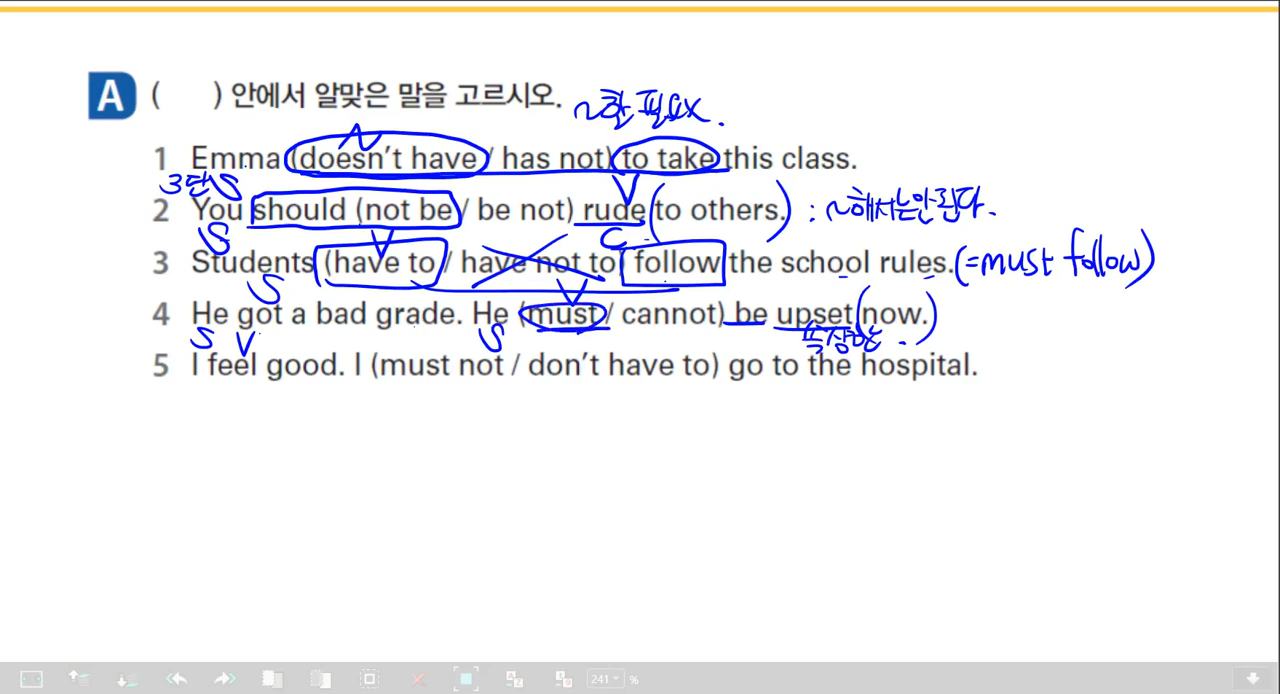 A ( ) 안에서 알맞은 말을 고르시오.
~할 필요X.
1 Emma (doesn't have / has not) to take this class.
3단S V
2 You should (not be / be not) rude (to others.) : ~해서는안된다.
S V C
3 Students (have to / have not to) follow the school rules. (=must follow)
S V
4 He got a bad grade. He (must / cannot) be upset (now.)
S V S 속상한
5 I feel good. I (must not / don't have to) go to the hospital.
241 %